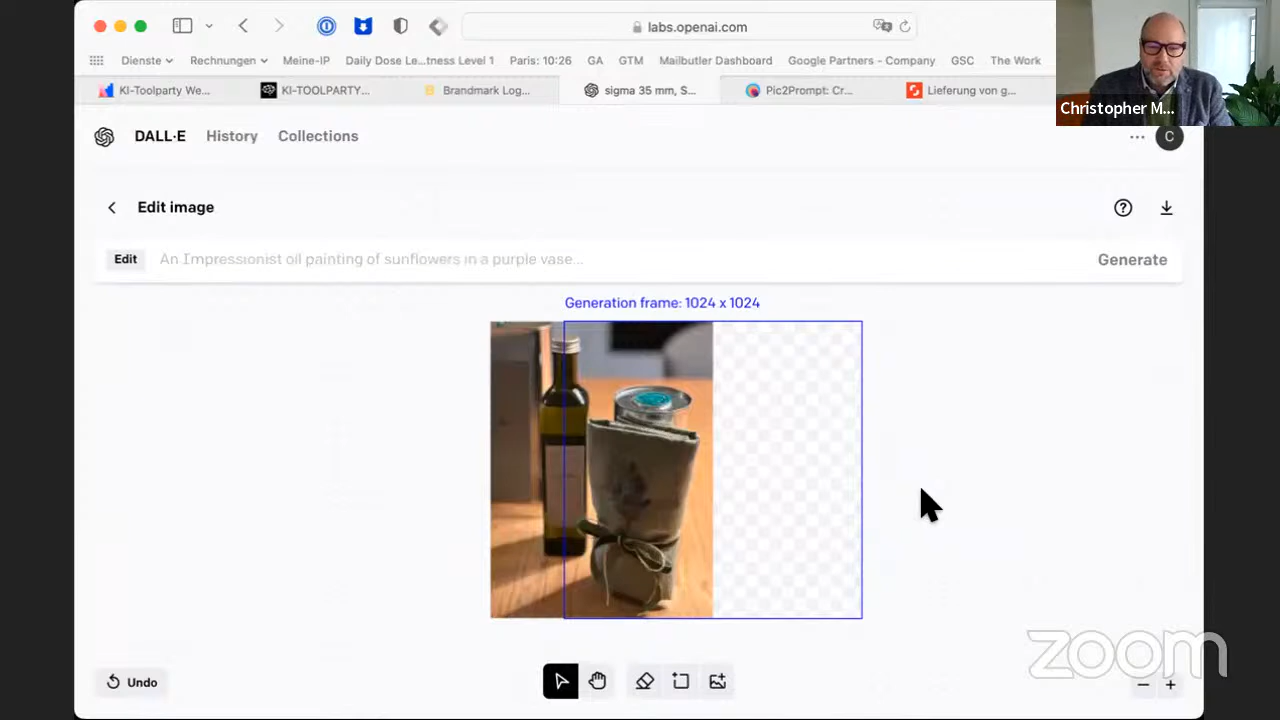 labs.openai.com
Dienste
Rechnungen
Meine-IP
Daily Dose Le...tness Level 1
Paris: 10:26
GA
GTM
Mailbutler Dashboard
Google Partners - Company
GSC
The Work
KI-Toolparty We...
KI-TOOLPARTY...
Brandmark Log...
sigma 35 mm, S...
Pic2Prompt: Cr...
Lieferung von g...
Christopher M...
DALL·E
History
Collections
C
Edit image
Edit
An Impressionist oil painting of sunflowers in a purple vase...
Generate
Generation frame: 1024 x 1024
Undo
zoom